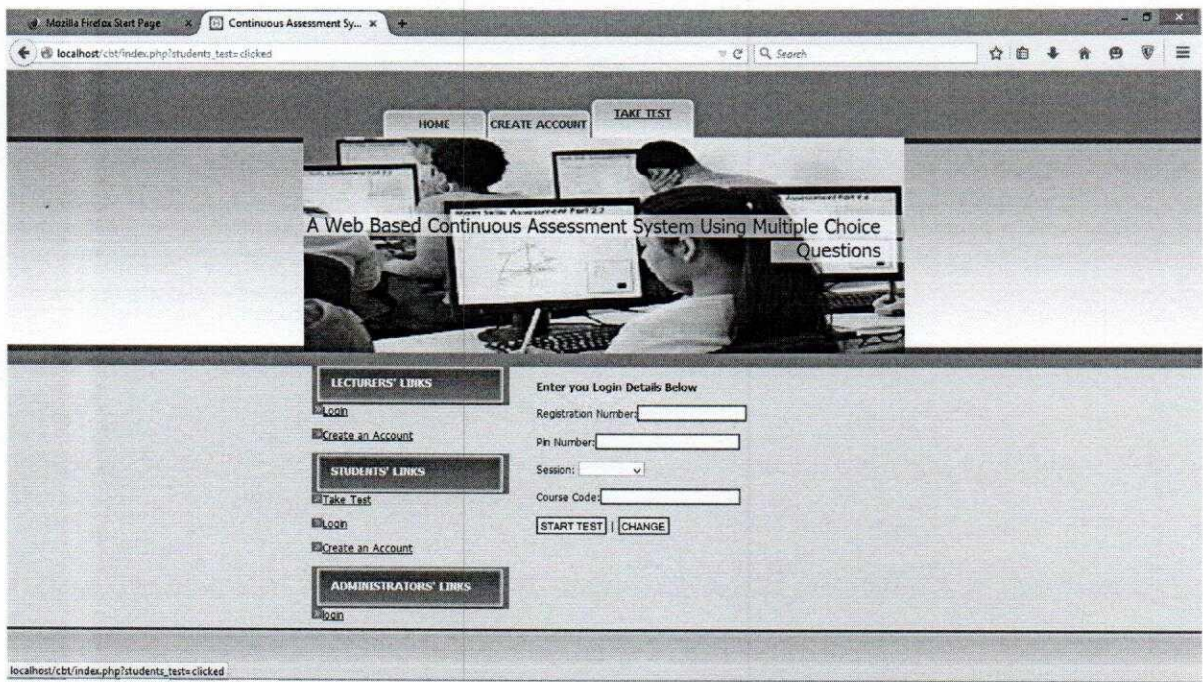 Mozilla Firefox Start Page × Continuous Assessment Sy... × +
localhost/cbt/index.php?students_test=clicked
Search
HOME CREATE ACCOUNT TAKE TEST
A Web Based Continuous Assessment System Using Multiple Choice
Questions
LECTURERS' LINKS
Login
Create an Account
STUDENTS' LINKS
Take Test
Login
Create an Account
ADMINISTRATORS' LINKS
login
Enter you Login Details Below
Registration Number:
Pin Number:
Session:
Course Code:
START TEST | CHANGE
localhost/cbt/index.php?students_test=clicked